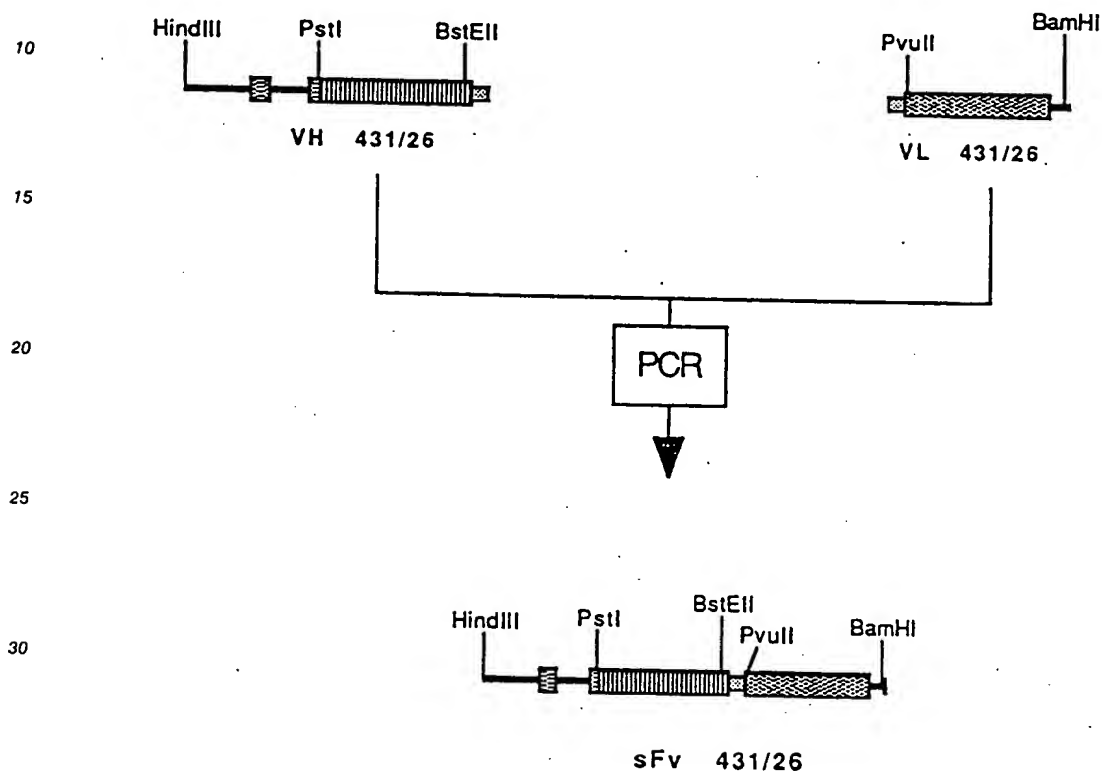 HindIII PstI BstEII
PvuII BamHI
10
VH 431/26
VL 431/26
15
20
PCR
25
HindIII PstI BstEII PvuII BamHI
30
sFv 431/26